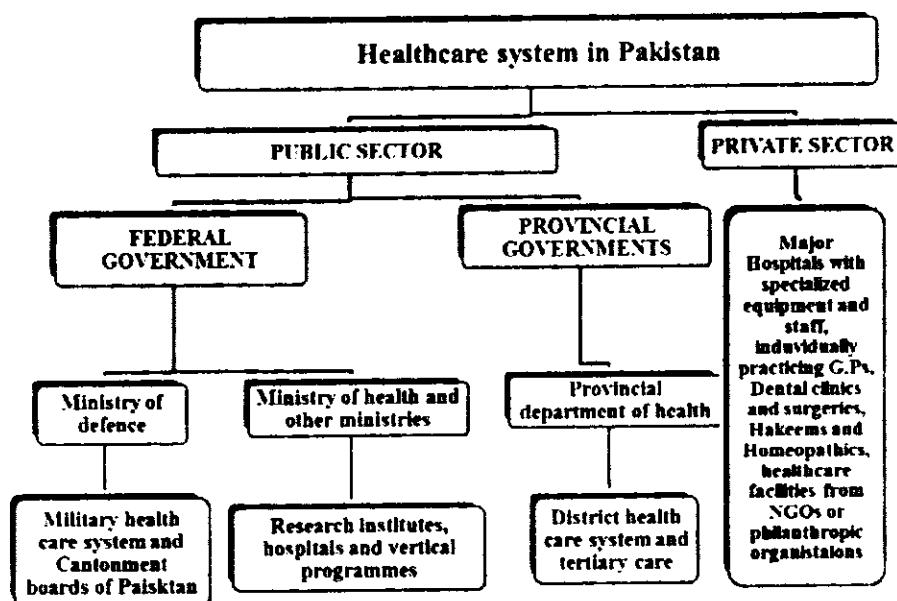 Healthcare system in Pakistan
PUBLIC SECTOR
PRIVATE SECTOR
FEDERAL
GOVERNMENT
PROVINCIAL
GOVERNMENTS
Major
Hospitals with
specialized
equipment and
staff,
induvidually
practicing G.Ps,
Dental clinics
and surgeries,
Hakeems and
Homeopathics,
healthcare
facilities from
NGOs or
philanthropic
organistaions
Ministry of
defence
Ministry of health and
other ministries
Provincial
department of health
Military health
care system and
Cantonment
boards of Paisktan
Research institutes,
hospitals and vertical
programmes
District health
care system and
tertiary care